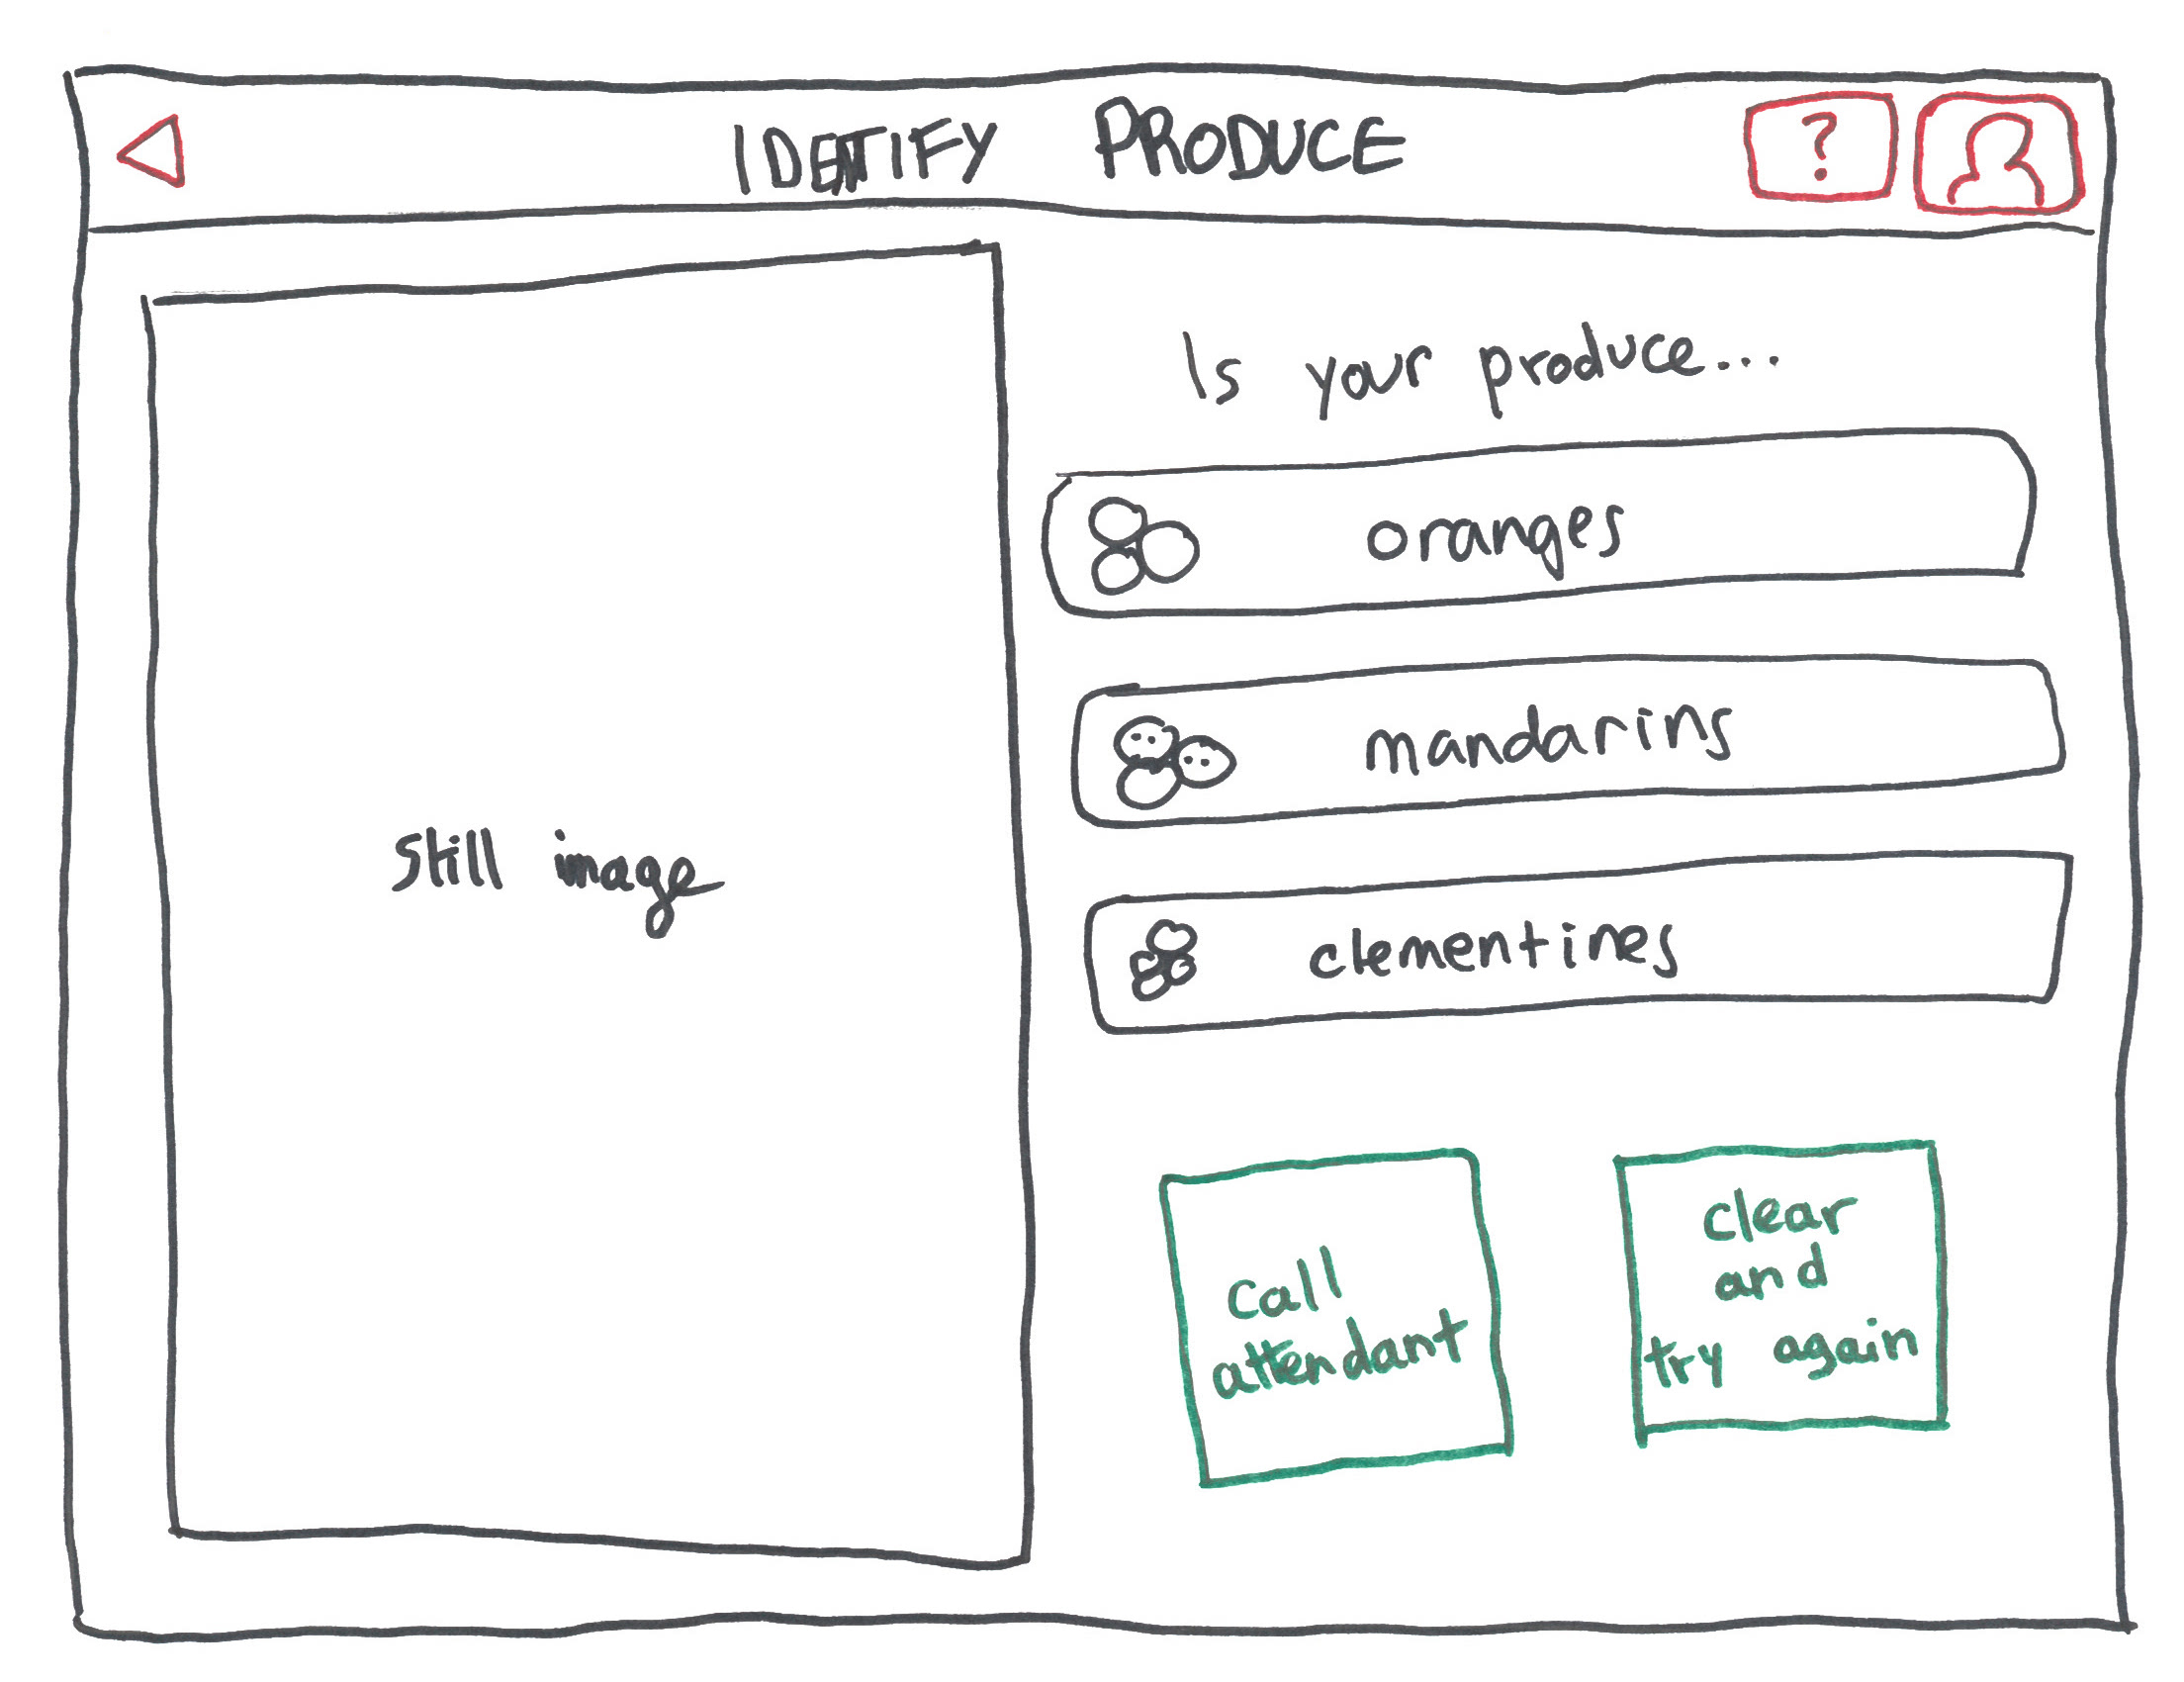 IDENTIFY PRODUCE
?
still image
Is your produce...
oranges
mandarins
clementines
call
attendant
clear
and
try again